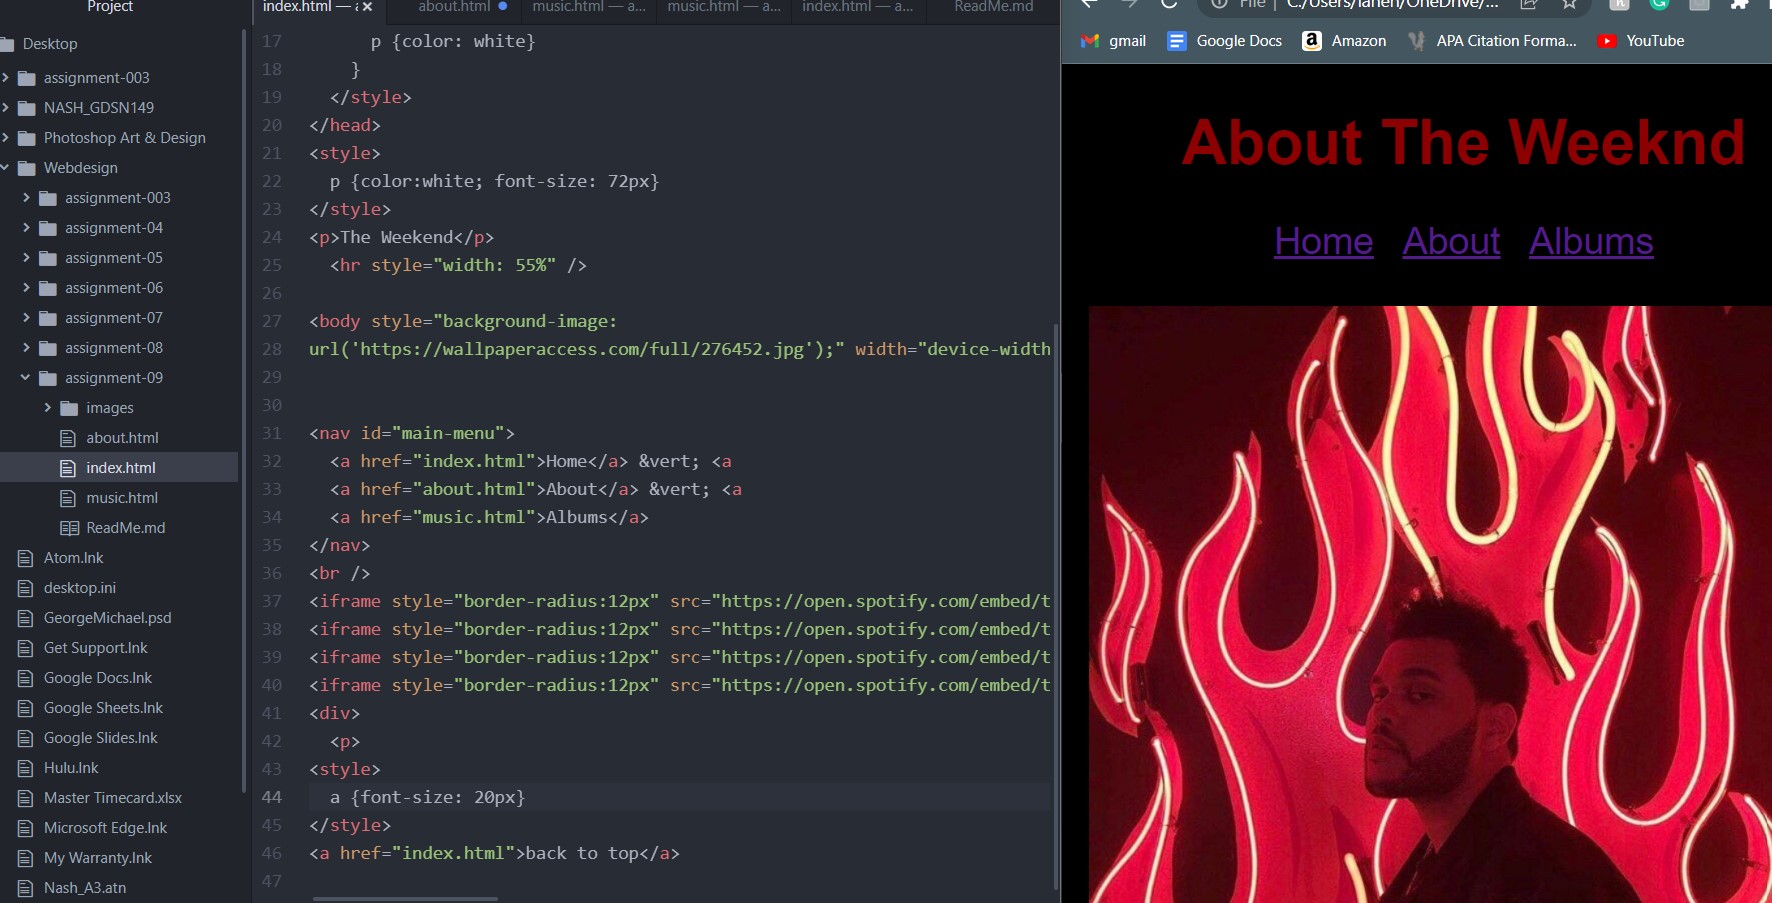 Project
Desktop
assignment-003
NASH_GDSN149
Photoshop Art & Design
Webdesign
assignment-003
assignment-04
assignment-05
assignment-06
assignment-07
assignment-08
assignment-09
images
about.html
index.html
music.html
ReadMe.md
Atom.lnk
desktop.ini
GeorgeMichael.psd
Get Support.lnk
Google Docs.lnk
Google Sheets.lnk
Google Slides.lnk
Hulu.lnk
Master Timecard.xlsx
Microsoft Edge.lnk
My Warranty.lnk
Nash_A3.atn
index.html — about.html music.html — a... music.html — a... index.html — a... ReadMe.md
17 p {color: white}
18 }
19 </style>
20 </head>
21 <style>
22 p {color:white; font-size: 72px}
23 </style>
24 <p>The Weekend</p>
25 <hr style="width: 55%" />
26
27 <body style="background-image:
28 url('https://wallpaperaccess.com/full/276452.jpg');" width="device-width
29
30
31 <nav id="main-menu">
32 <a href="index.html">Home</a> &vert; <a
33 <a href="about.html">About</a> &vert; <a
34 <a href="music.html">Albums</a>
35 </nav>
36 <br />
37 <iframe style="border-radius:12px" src="https://open.spotify.com/embed/t
38 <iframe style="border-radius:12px" src="https://open.spotify.com/embed/t
39 <iframe style="border-radius:12px" src="https://open.spotify.com/embed/t
40 <iframe style="border-radius:12px" src="https://open.spotify.com/embed/t
41 <div>
42 <p>
43 <style>
44 a {font-size: 20px}
45 </style>
46 <a href="index.html">back to top</a>
47
File | C:/Users/lanen/OneDrive/...
gmail Google Docs Amazon APA Citation Forma... YouTube
About The Weeknd
Home About Albums